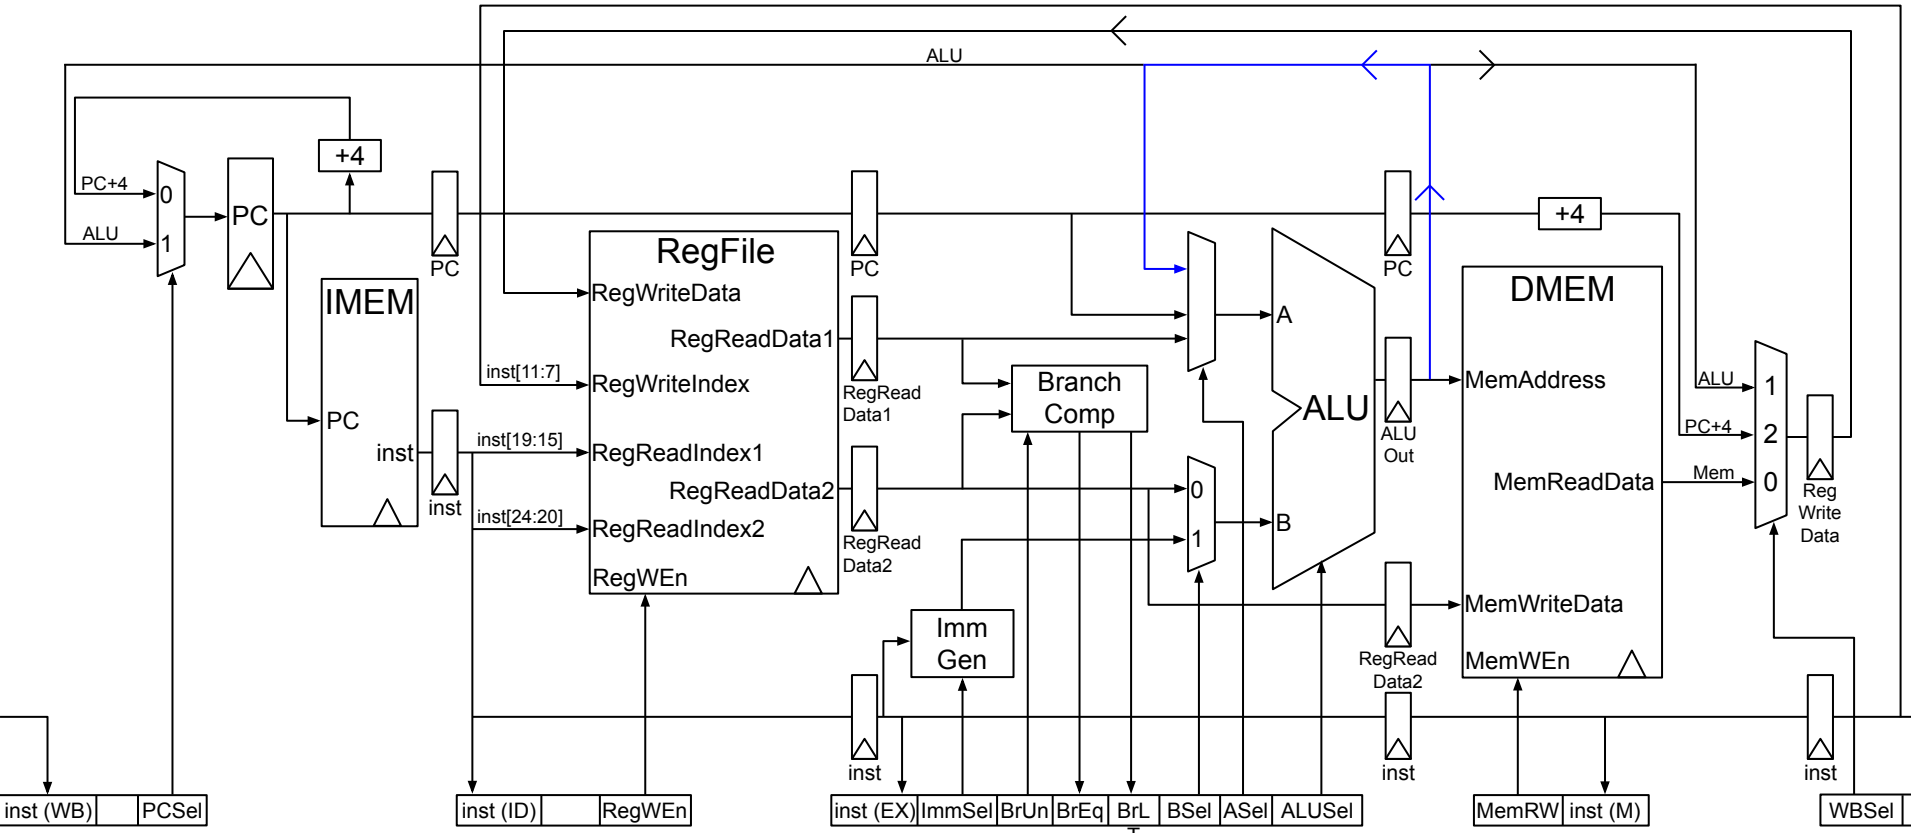 ALU
+4
PC+4
0
ALU
1
PC
PC
IMEM
PC
inst
inst
RegFile
RegWriteData
RegReadData1
inst[11:7]
RegWriteIndex
inst[19:15]
RegReadIndex1
RegReadData2
inst[24:20]
RegReadIndex2
RegWEn
PC
RegRead
Data1
RegRead
Data2
Branch
Comp
Imm
Gen
0
1
A
ALU
B
PC
ALU
Out
RegRead
Data2
+4
DMEM
MemAddress
MemReadData
MemWriteData
MemWEn
ALU
1
PC+4
2
Mem
0
Reg
Write
Data
inst
inst
inst
inst (WB) PCSel
inst (ID) RegWEn
inst (EX) ImmSel BrUn BrEq BrL BSel ASel ALUSel
MemRW inst (M)
WBSel